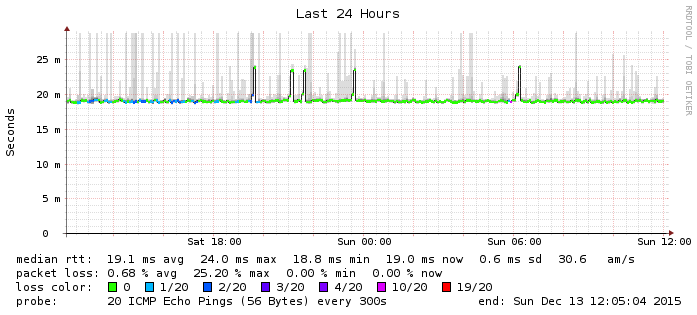 Last 24 Hours
RRDTOOL / TOBI OETIKER
Seconds
25 m
20 m
15 m
10 m
5 m
0
Sat 18:00 Sun 00:00 Sun 06:00 Sun 12:00
median rtt: 19.1 ms avg 24.0 ms max 18.8 ms min 19.0 ms now 0.6 ms sd 30.6 am/s
packet loss: 0.68 % avg 25.20 % max 0.00 % min 0.00 % now
loss color: 0 1/20 2/20 3/20 4/20 10/20 19/20
probe: 20 ICMP Echo Pings (56 Bytes) every 300s end: Sun Dec 13 12:05:04 2015